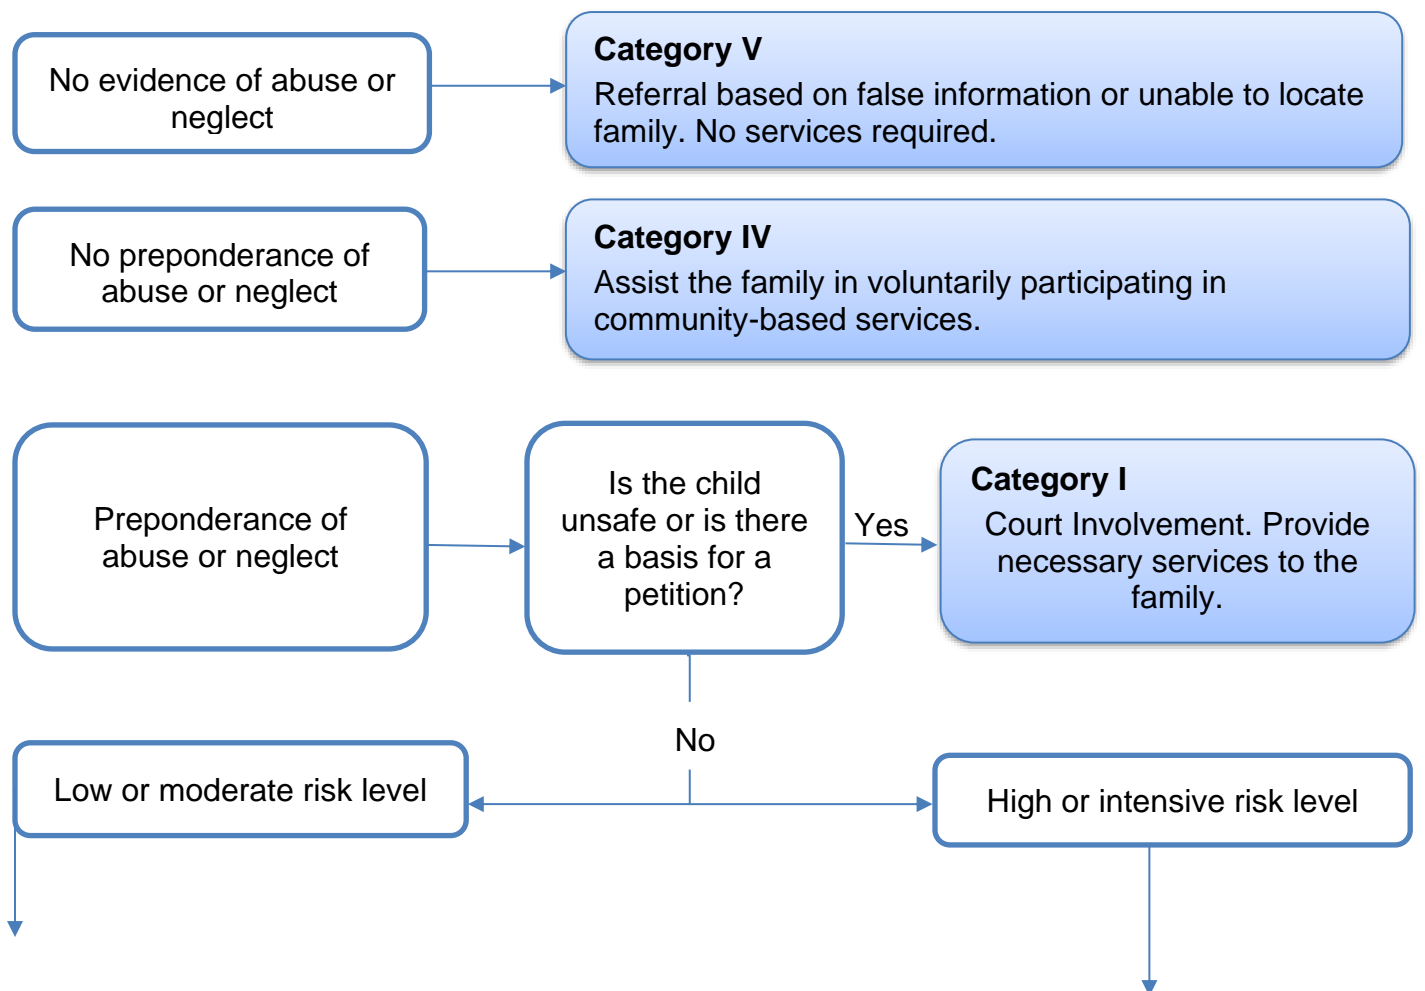 No evidence of abuse or
neglect
Category V
Referral based on false information or unable to locate
family. No services required.
No preponderance of
abuse or neglect
Category IV
Assist the family in voluntarily participating in
community-based services.
Preponderance of
abuse or neglect
Is the child
unsafe or is there
a basis for a
petition?
Yes
Category I
Court Involvement. Provide
necessary services to the
family.
No
Low or moderate risk level
High or intensive risk level